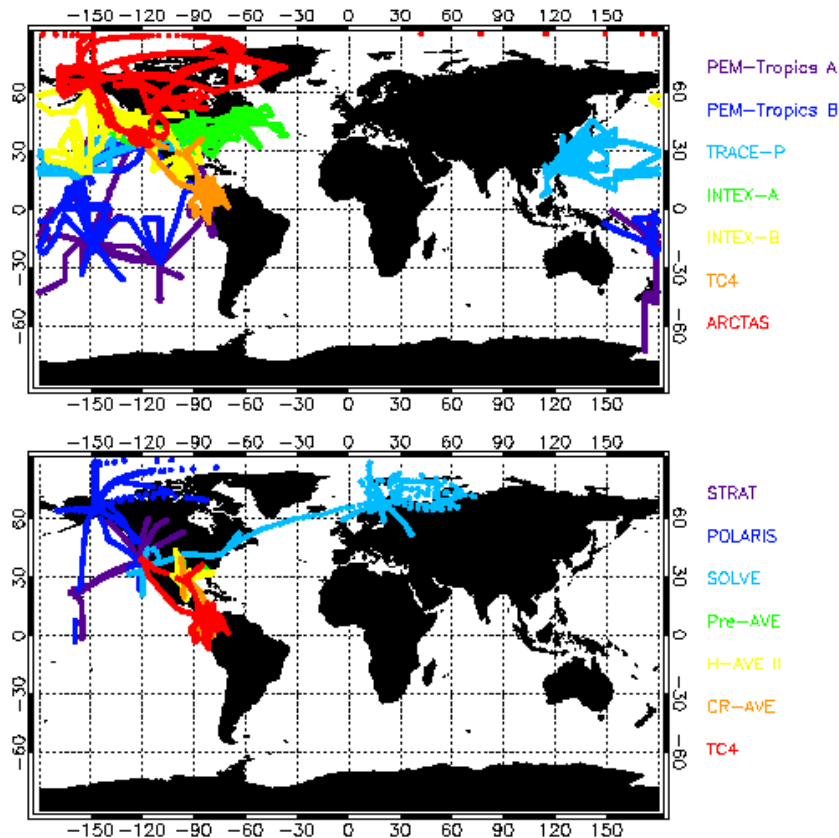 −150 −120 −90 −60 −30 0 30 60 90 120 150
60 60
30 30
0 0
−30 −30
−60 −60
−150 −120 −90 −60 −30 0 30 60 90 120 150
PEM−Tropics A
PEM−Tropics B
TRACE−P
INTEX−A
INTEX−B
TC4
ARCTAS
−150 −120 −90 −60 −30 0 30 60 90 120 150
60 60
30 30
0 0
−30 −30
−60 −60
−150 −120 −90 −60 −30 0 30 60 90 120 150
STRAT
POLARIS
SOLVE
Pre−AVE
H−AVE II
CR−AVE
TC4